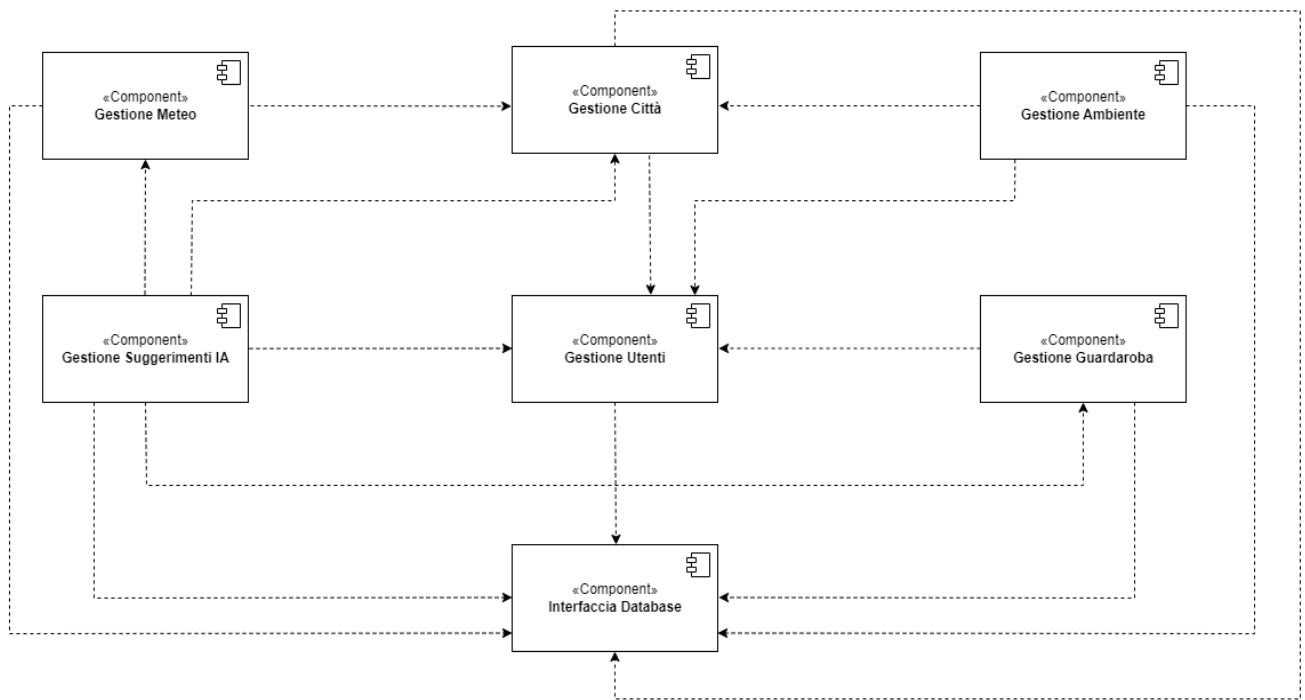 «Component»
Gestione Meteo
«Component»
Gestione Città
«Component»
Gestione Ambiente
«Component»
Gestione Suggerimenti IA
«Component»
Gestione Utenti
«Component»
Gestione Guardaroba
«Component»
Interfaccia Database